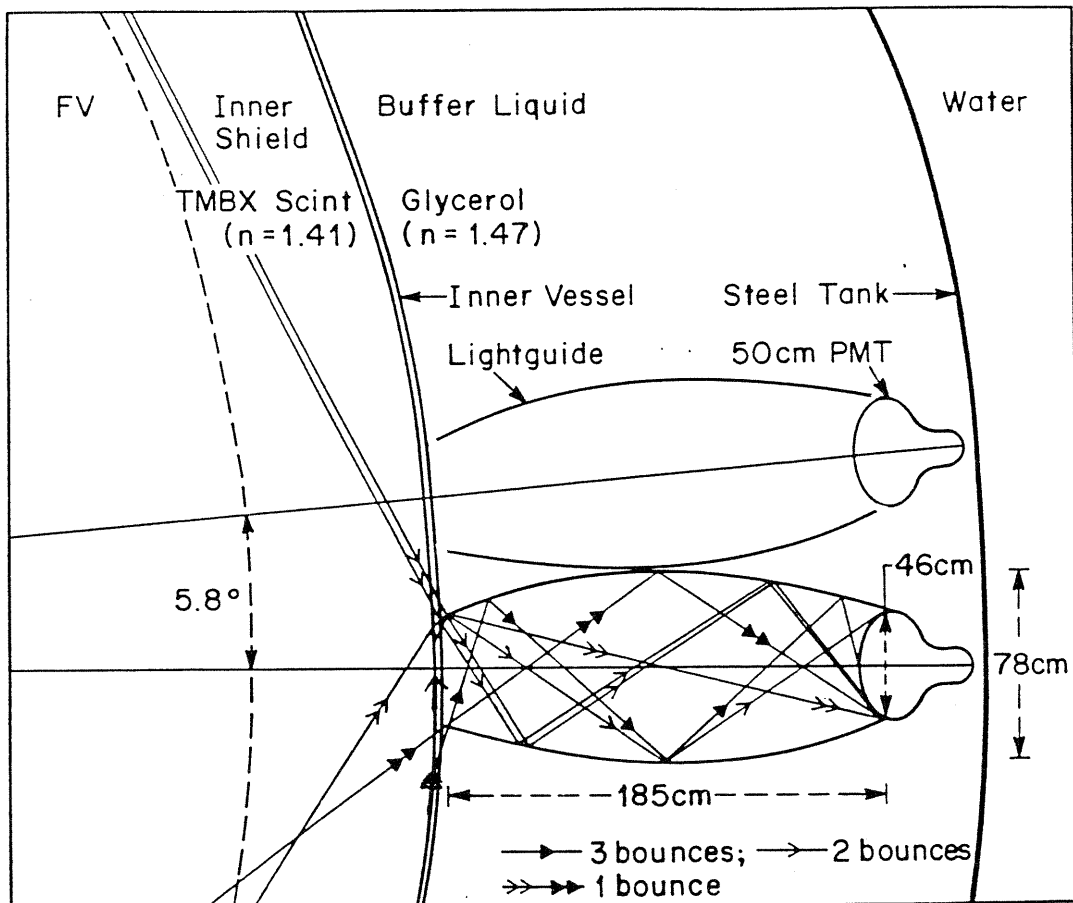 FV
Inner
Shield
Buffer Liquid
Water
TMBX Scint
(n=1.41)
Glycerol
(n=1.47)
Inner Vessel
Steel Tank
Lightguide
50cm PMT
5.8°
46cm
78cm
185cm
3 bounces; 2 bounces
1 bounce